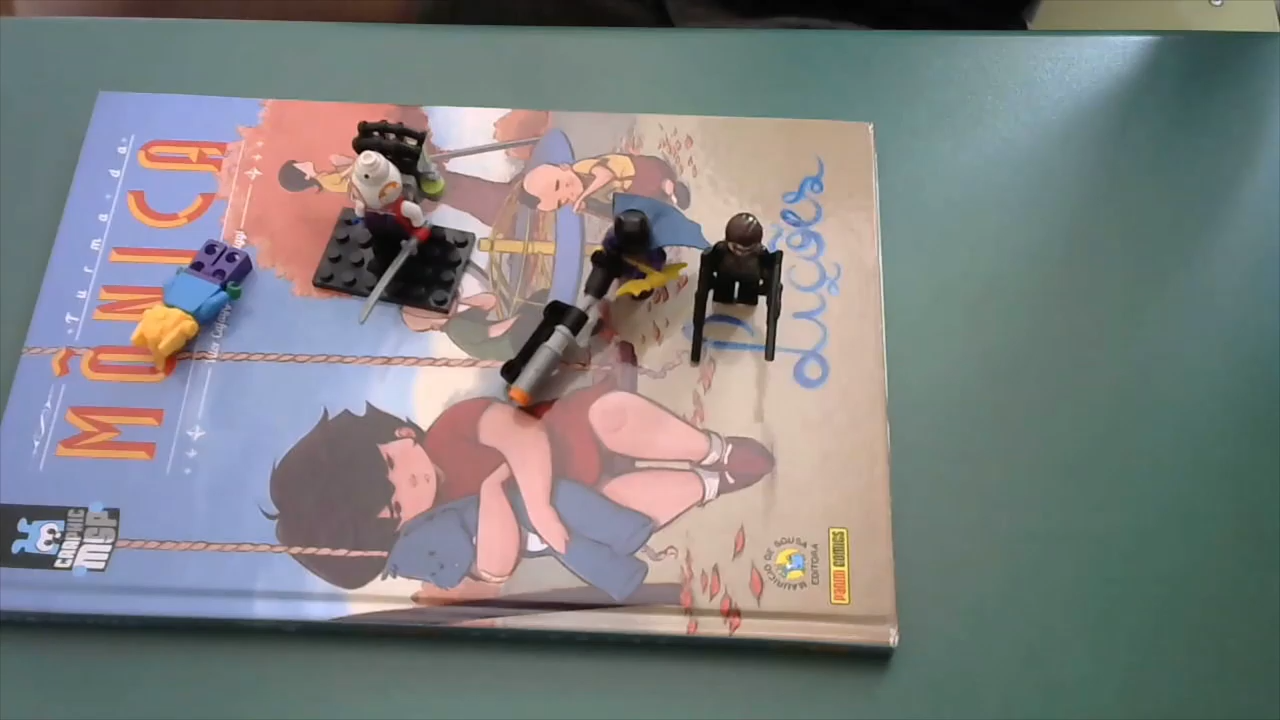 Turma da
MÔNICA
Lições
GRAPHIC
MSP
MAURICIO DE SOUSA
EDITORA
PANINI COMICS